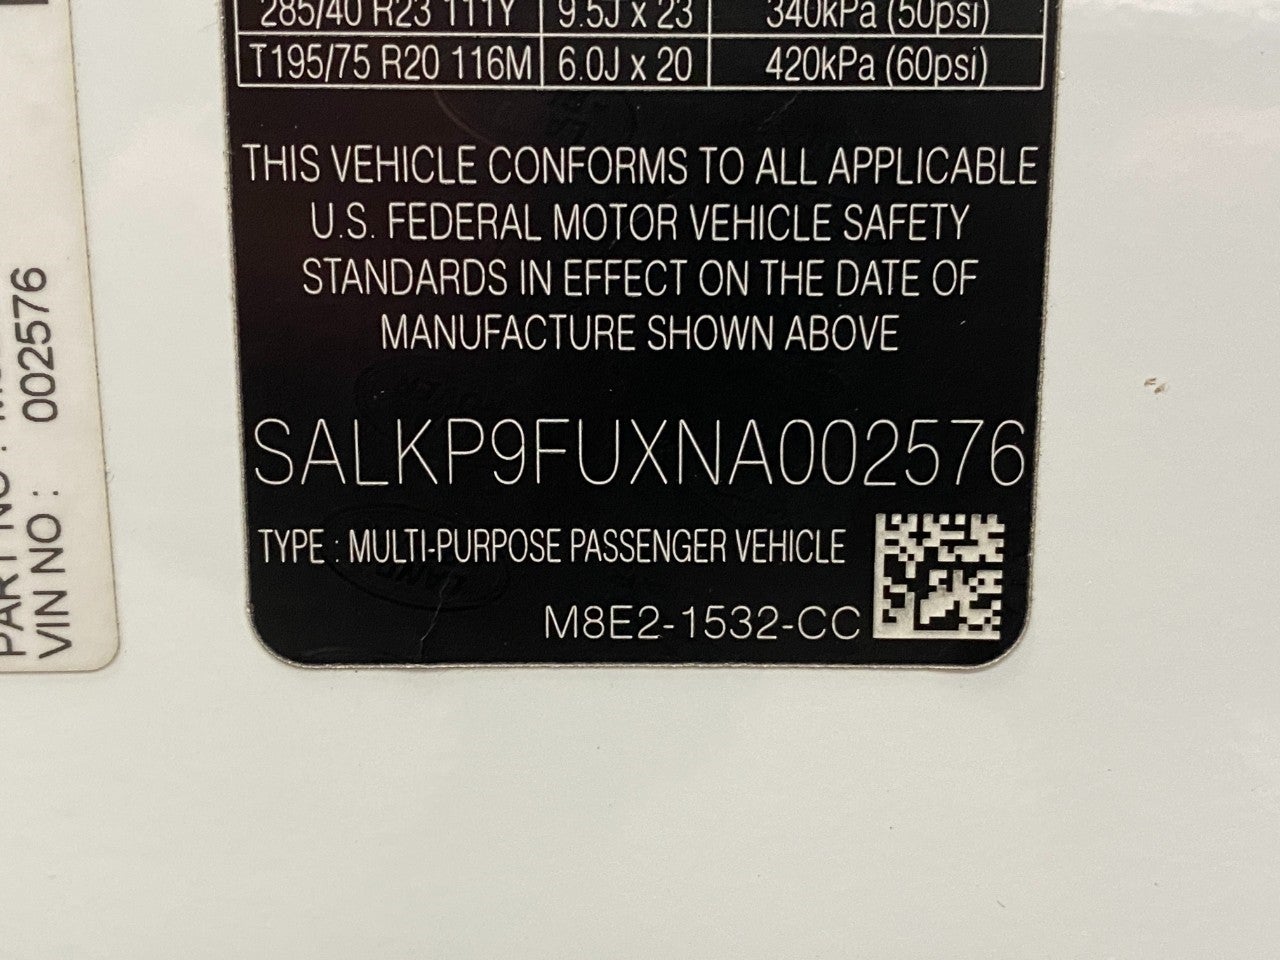 285/40 R23 111Y 9.5J x 23 340kPa (50psi)
T195/75 R20 116M 6.0J x 20 420kPa (60psi)
THIS VEHICLE CONFORMS TO ALL APPLICABLE
U.S. FEDERAL MOTOR VEHICLE SAFETY
STANDARDS IN EFFECT ON THE DATE OF
MANUFACTURE SHOWN ABOVE
SALKP9FUXNA002576
TYPE : MULTI-PURPOSE PASSENGER VEHICLE
M8E2-1532-CC
PART NO :
VIN NO : 002576